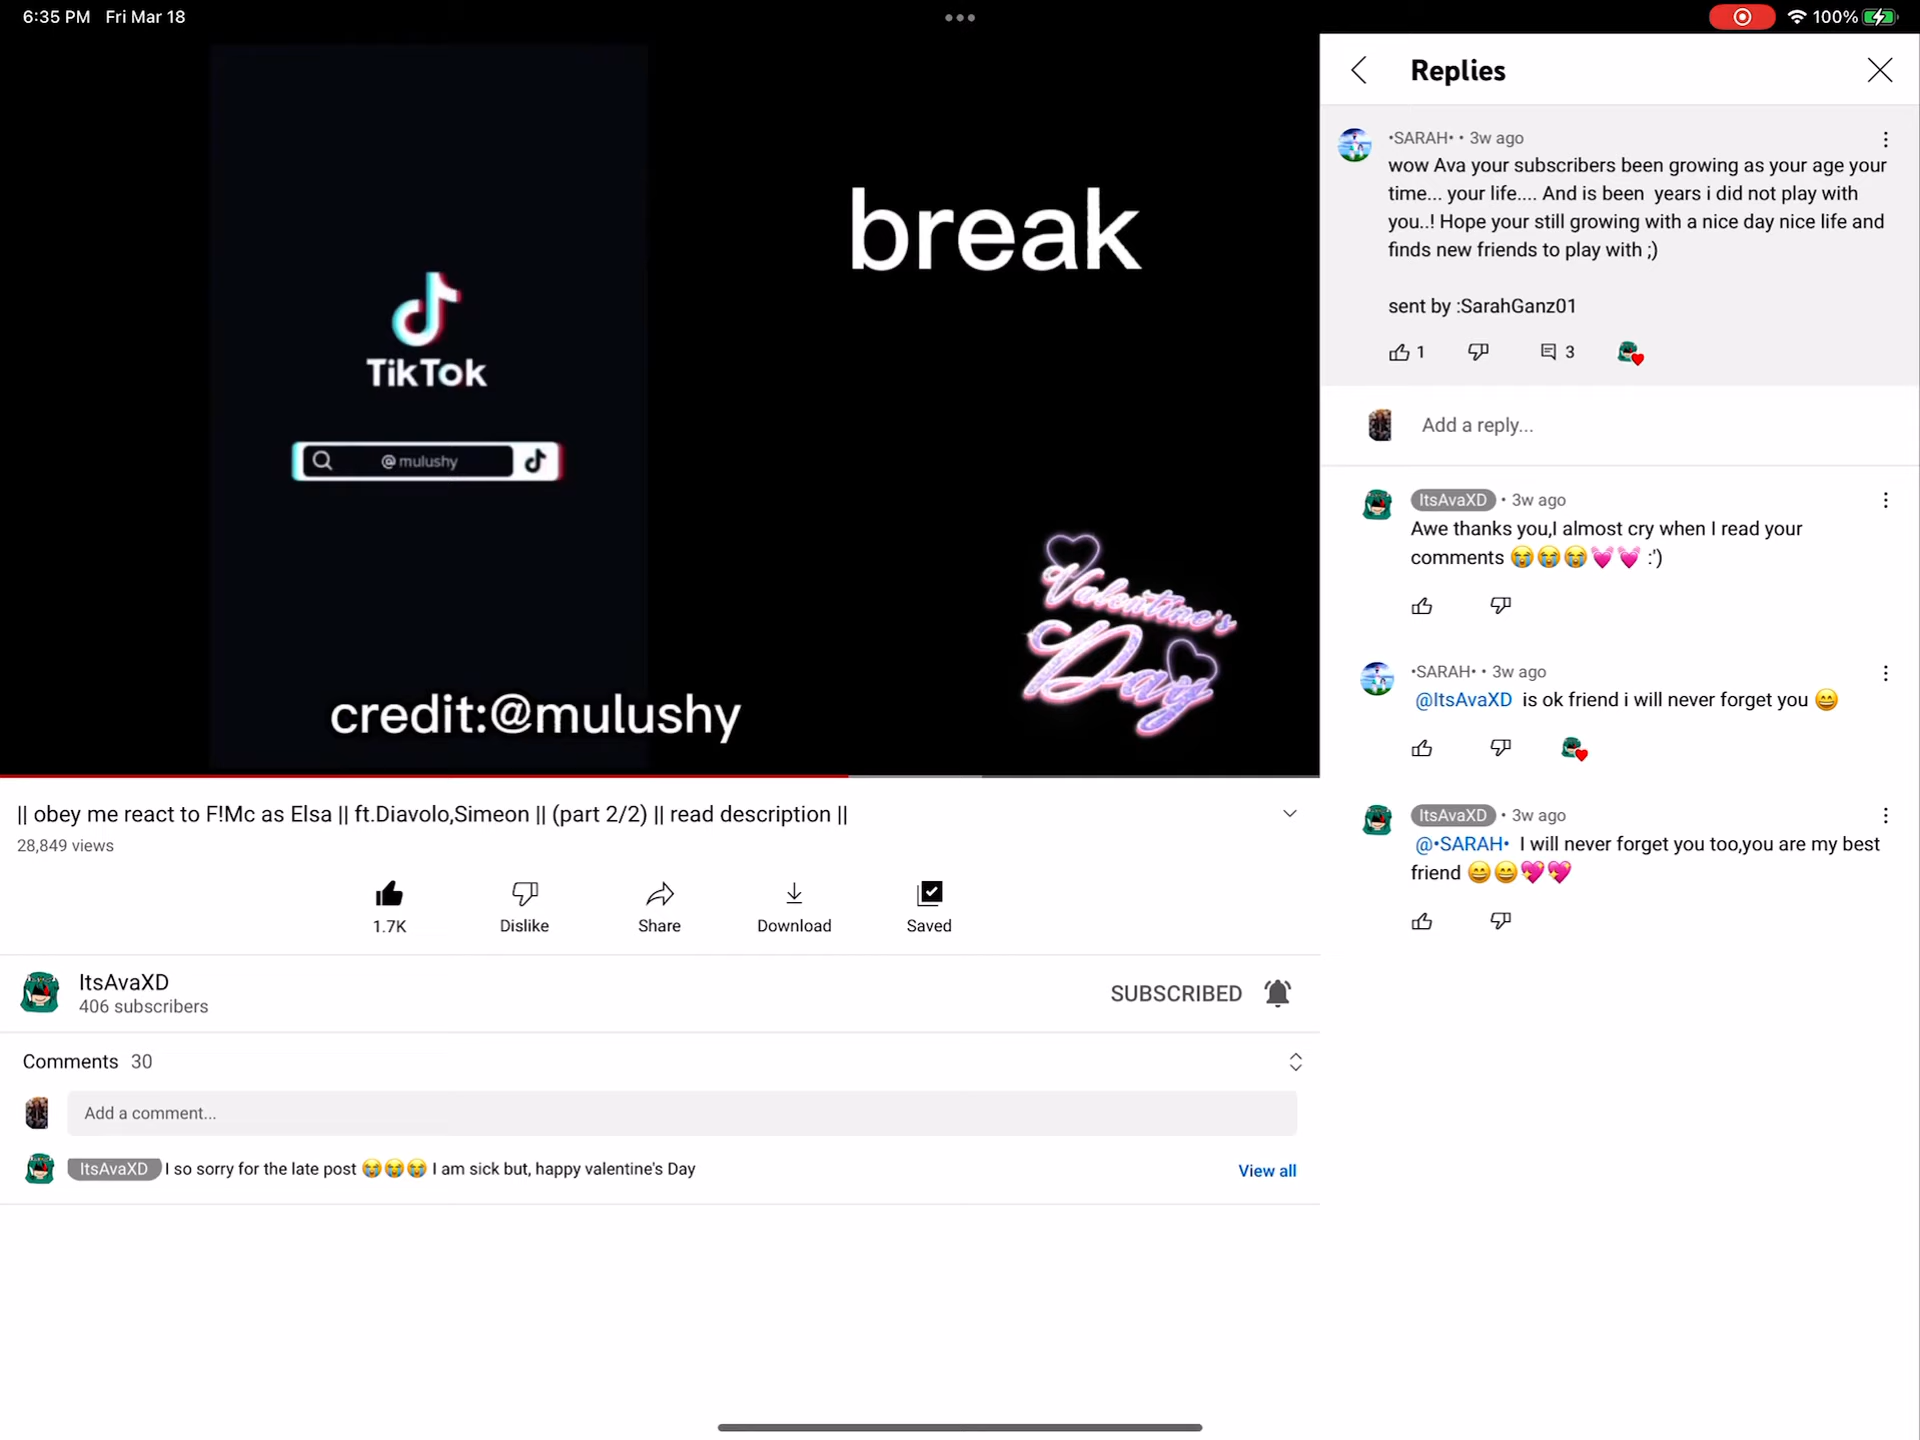 6:35 PM Fri Mar 18
100%
break
TikTok
@mulushy
Valentine's
Day
credit:@mulushy
|| obey me react to F!Mc as Elsa || ft.Diavolo,Simeon || (part 2/2) || read description ||
28,849 views
1.7K
Dislike
Share
Download
Saved
ItsAvaXD
406 subscribers
SUBSCRIBED
Comments 30
Add a comment...
ItsAvaXD I so sorry for the late post 😭😭😭 I am sick but, happy valentine's Day
View all
Replies
•SARAH• • 3w ago
wow Ava your subscribers been growing as your age your
time... your life.... And is been years i did not play with
you..! Hope your still growing with a nice day nice life and
finds new friends to play with ;)
sent by :SarahGanz01
1
3
Add a reply...
ItsAvaXD • 3w ago
Awe thanks you,I almost cry when I read your
comments 😭😭😭💓💓 :')
•SARAH• • 3w ago
@ItsAvaXD is ok friend i will never forget you 😄
ItsAvaXD • 3w ago
@•SARAH• I will never forget you too,you are my best
friend 😄😄💖💖